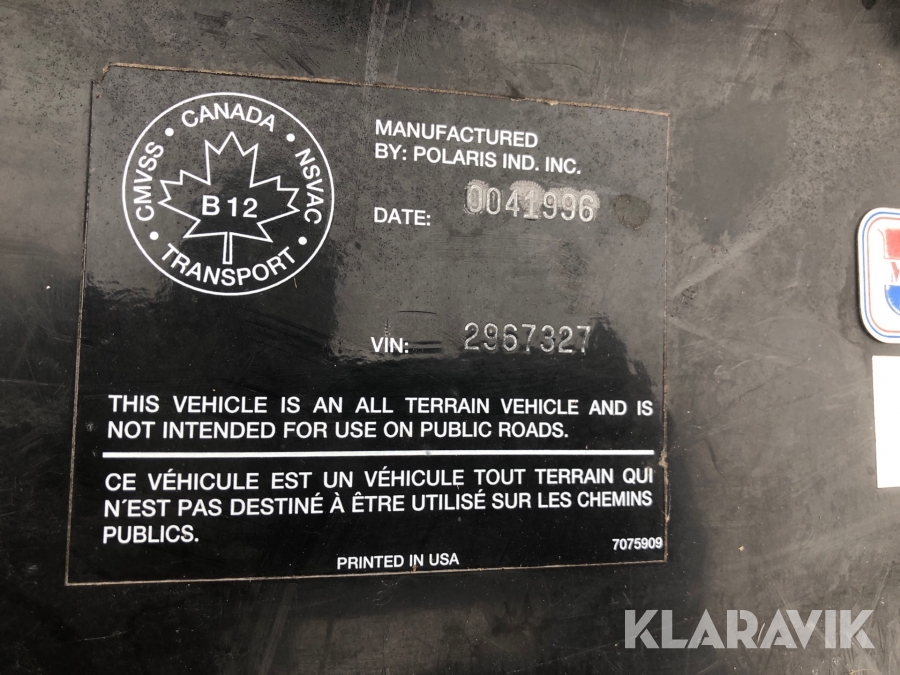 CANADA
CMVSS • NSVAC
B 12
TRANSPORT
MANUFACTURED
BY: POLARIS IND. INC.
DATE: 0041996
VIN: 2967327
THIS VEHICLE IS AN ALL TERRAIN VEHICLE AND IS
NOT INTENDED FOR USE ON PUBLIC ROADS.
CE VÉHICULE EST UN VÉHICULE TOUT TERRAIN QUI
N´EST PAS DESTINÉ À ÊTRE UTILISÉ SUR LES CHEMINS
PUBLICS.
7075909
PRINTED IN USA
KLARAVIK